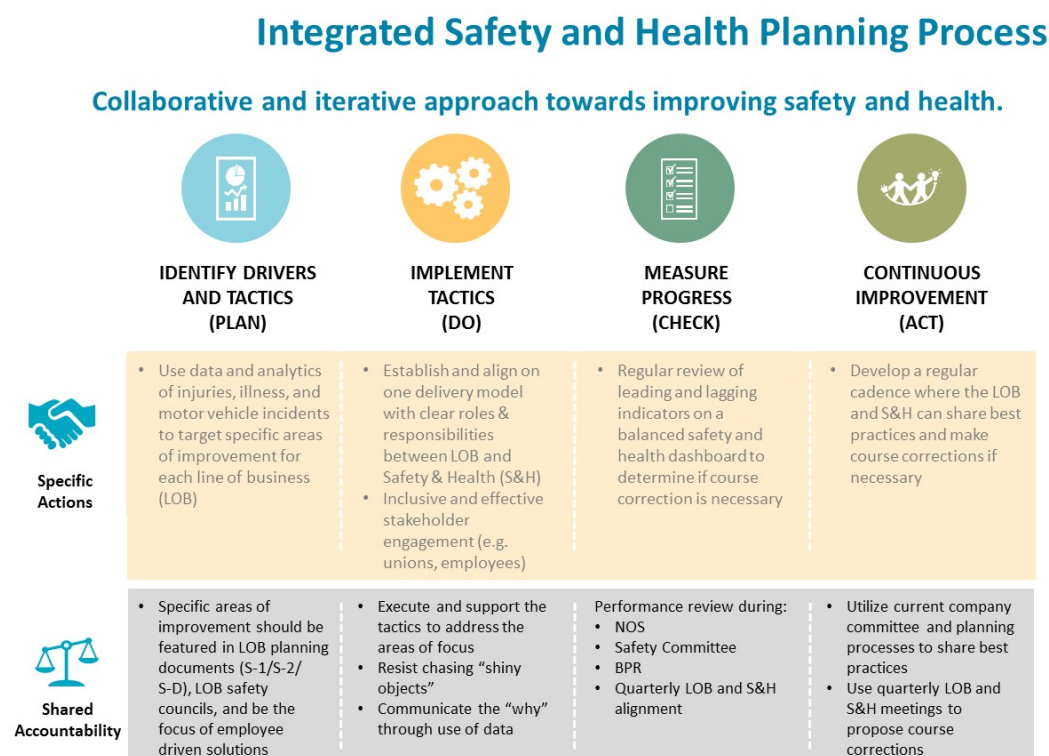 Integrated Safety and Health Planning Process
Collaborative and iterative approach towards improving safety and health.
IDENTIFY DRIVERS
AND TACTICS
(PLAN)
IMPLEMENT
TACTICS
(DO)
MEASURE
PROGRESS
(CHECK)
CONTINUOUS
IMPROVEMENT
(ACT)
Specific
Actions
• Use data and analytics
of injuries, illness, and
motor vehicle incidents
to target specific areas
of improvement for
each line of business
(LOB)
• Establish and align on
one delivery model
with clear roles &
responsibilities
between LOB and
Safety & Health (S&H)
• Inclusive and effective
stakeholder
engagement (e.g.
unions, employees)
• Regular review of
leading and lagging
indicators on a
balanced safety and
health dashboard to
determine if course
correction is necessary
• Develop a regular
cadence where the LOB
and S&H can share best
practices and make
course corrections if
necessary
Shared
Accountability
• Specific areas of
improvement should be
featured in LOB planning
documents (S-1/S-2/
S-D), LOB safety
councils, and be the
focus of employee
driven solutions
• Execute and support the
tactics to address the
areas of focus
• Resist chasing “shiny
objects”
• Communicate the “why”
through use of data
Performance review during:
• NOS
• Safety Committee
• BPR
• Quarterly LOB and S&H
alignment
• Utilize current company
committee and planning
processes to share best
practices
• Use quarterly LOB and
S&H meetings to
propose course
corrections